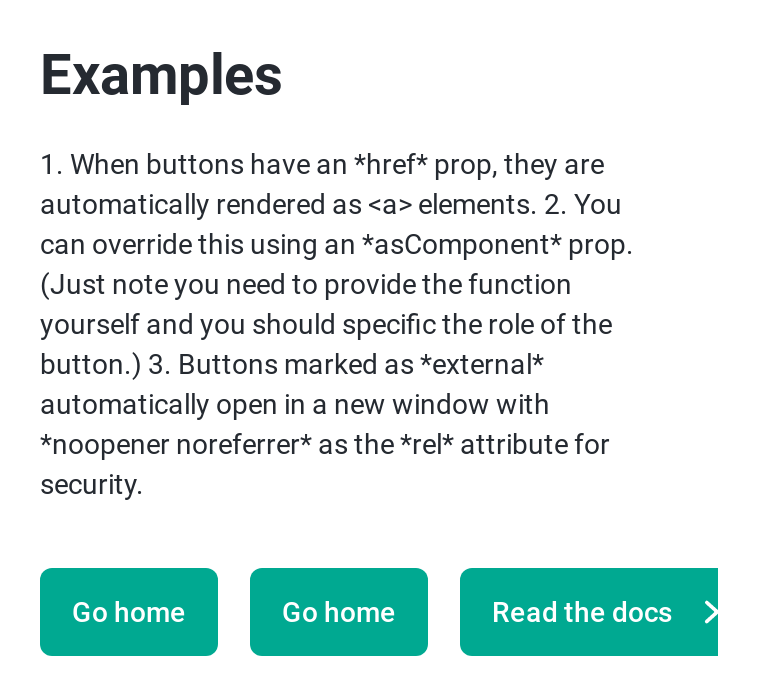 Examples
1. When buttons have an *href* prop, they are
automatically rendered as <a> elements. 2. You
can override this using an *asComponent* prop.
(Just note you need to provide the function
yourself and you should specific the role of the
button.) 3. Buttons marked as *external*
automatically open in a new window with
*noopener noreferrer* as the *rel* attribute for
security.
Go home
Go home
Read the docs